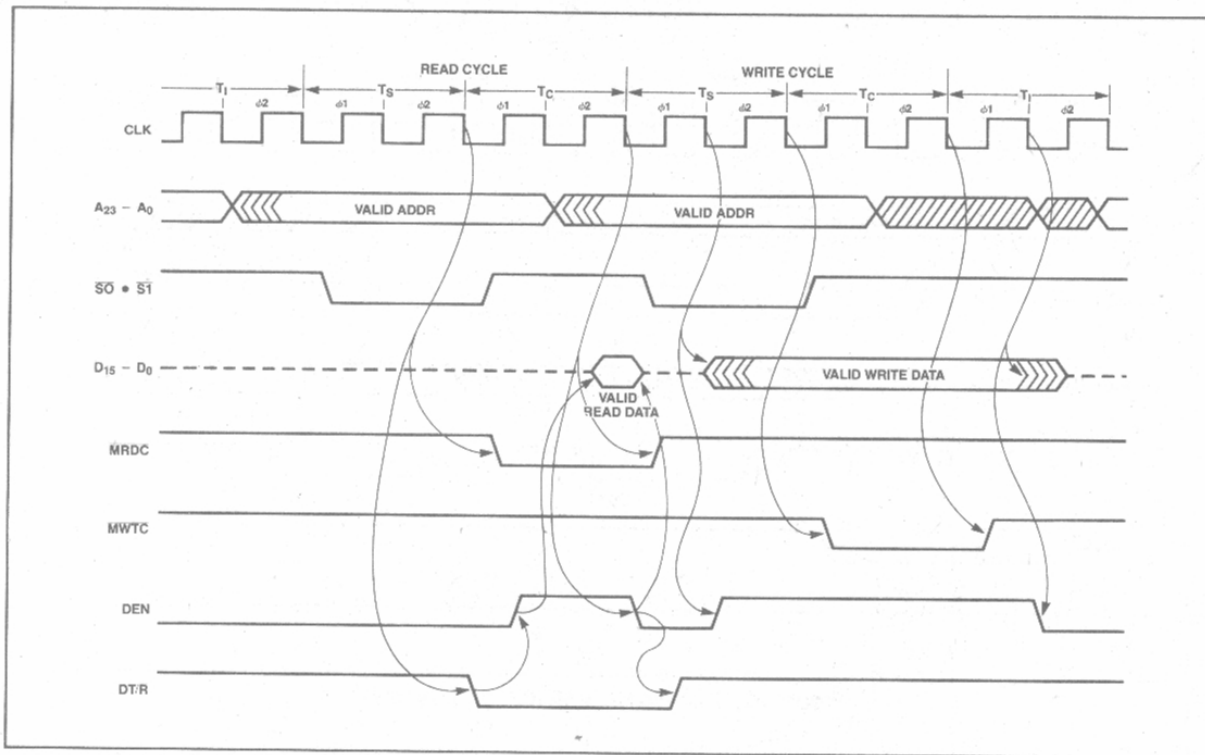 READ CYCLE WRITE CYCLE
TI TS TC TS TC TI
ϕ2 ϕ1 ϕ2 ϕ1 ϕ2 ϕ1 ϕ2 ϕ1 ϕ2 ϕ1 ϕ2
CLK
A23 – A0 VALID ADDR VALID ADDR
S0 • S1
D15 – D0 VALID WRITE DATA
VALID
READ DATA
MRDC
MWTC
DEN
DT/R